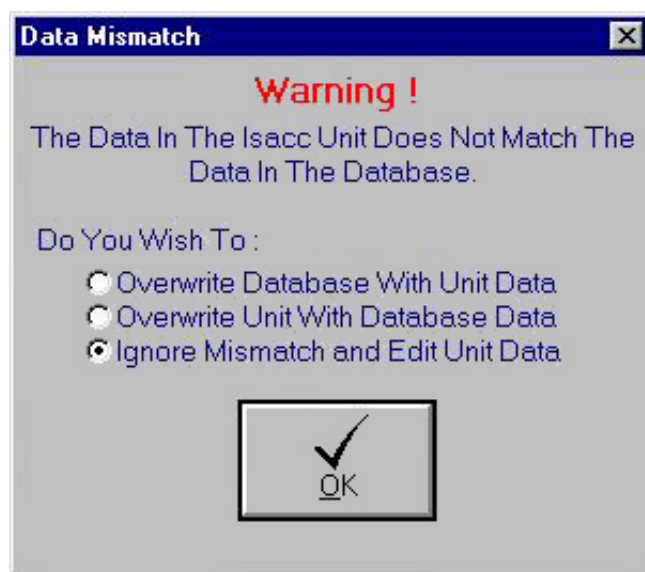 Data Mismatch
Warning !
The Data In The Isacc Unit Does Not Match The
Data In The Database.
Do You Wish To :
Overwrite Database With Unit Data
Overwrite Unit With Database Data
Ignore Mismatch and Edit Unit Data
OK